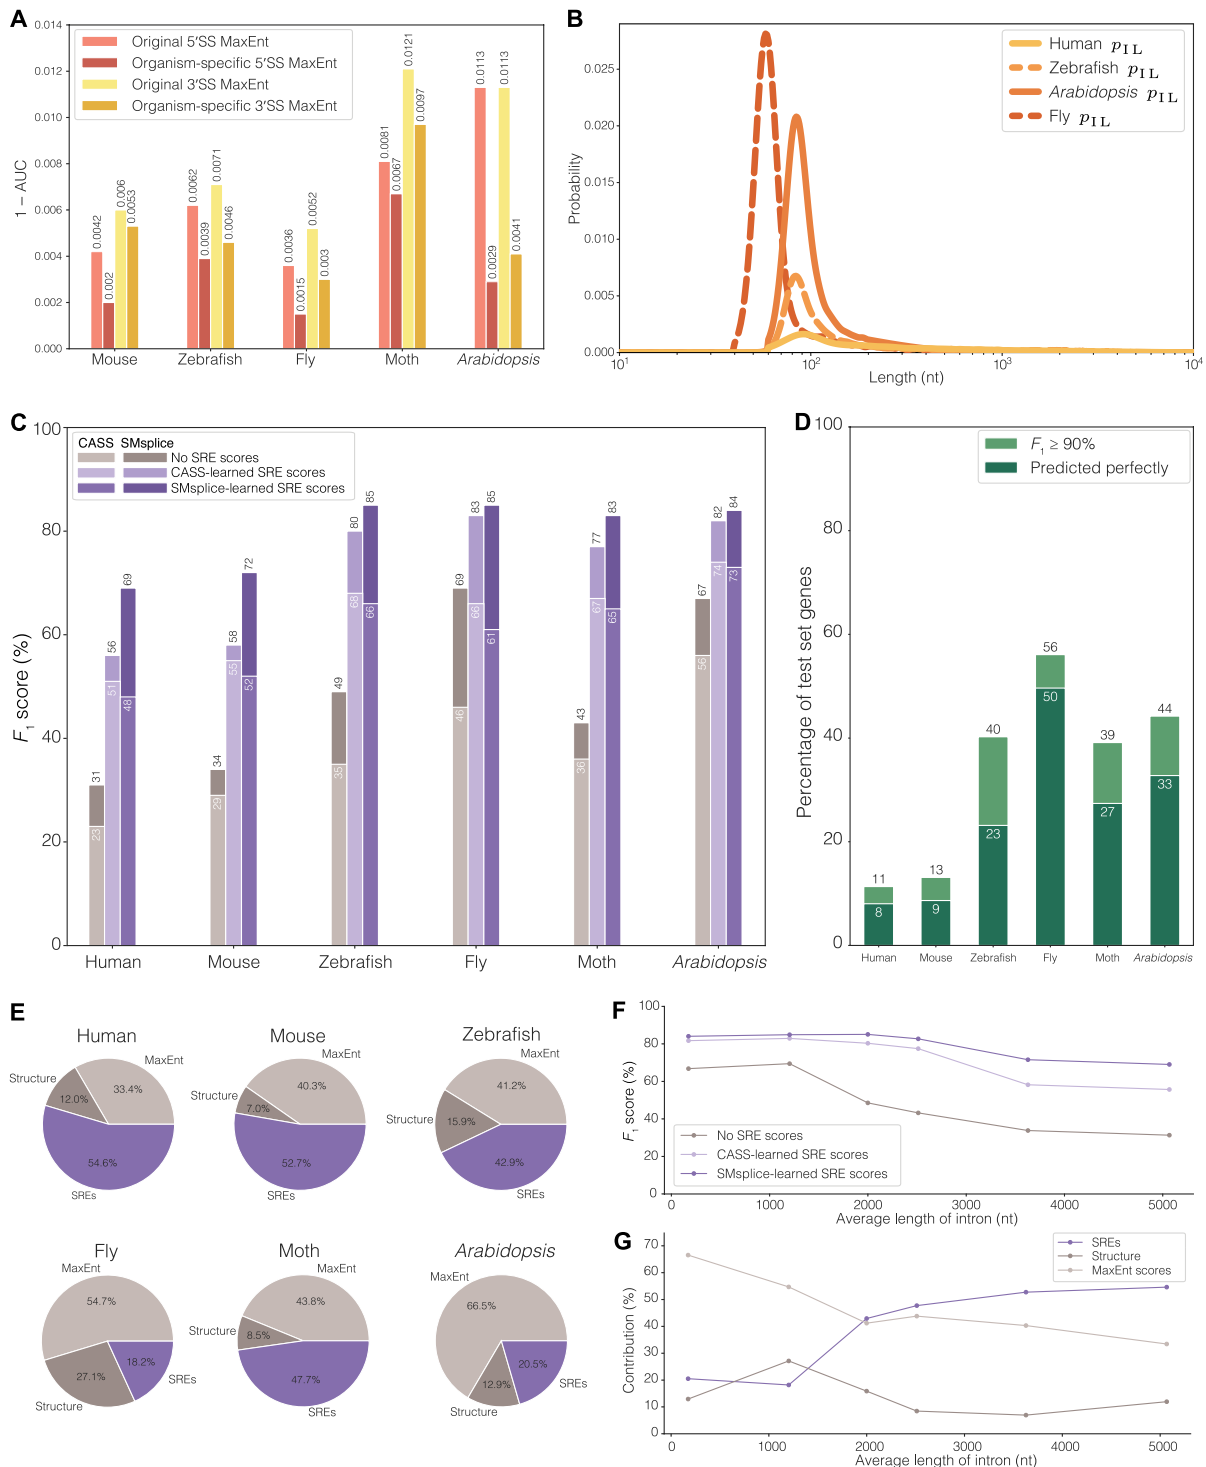 A
0.014
0.012
0.010
0.008
0.006
0.004
0.002
0.000
1 – AUC
Original 5′SS MaxEnt
Organism-specific 5′SS MaxEnt
Original 3′SS MaxEnt
Organism-specific 3′SS MaxEnt
0.0042
0.002
0.006
0.0053
0.0062
0.0039
0.0071
0.0046
0.0036
0.0015
0.0052
0.003
0.0081
0.0067
0.0121
0.0097
0.0113
0.0029
0.0113
0.0041
Mouse Zebrafish Fly Moth Arabidopsis
B
0.025
0.020
0.015
0.010
0.005
0.000
Probability
Human pIL
Zebrafish pIL
Arabidopsis pIL
Fly pIL
10¹ 10² 10³ 10⁴
Length (nt)
C
100
80
60
40
20
0
F₁ score (%)
CASS SMsplice
No SRE scores
CASS-learned SRE scores
SMsplice-learned SRE scores
31
23
56
51
69
48
34
29
58
55
72
52
49
35
80
68
85
66
69
46
83
66
85
61
43
36
77
67
83
65
67
56
82
74
84
73
Human Mouse Zebrafish Fly Moth Arabidopsis
D
100
80
60
40
20
0
Percentage of test set genes
F₁ ≥ 90%
Predicted perfectly
11
8
13
9
40
23
56
50
39
27
44
33
Human Mouse Zebrafish Fly Moth Arabidopsis
E
Human
MaxEnt
33.4%
Structure
12.0%
54.6%
SREs
Mouse
MaxEnt
40.3%
Structure
7.0%
52.7%
SREs
Zebrafish
MaxEnt
41.2%
Structure
15.9%
42.9%
SREs
Fly
MaxEnt
54.7%
18.2%
SREs
27.1%
Structure
Moth
MaxEnt
43.8%
Structure
8.5%
47.7%
SREs
Arabidopsis
MaxEnt
66.5%
20.5%
SREs
12.9%
Structure
F
100
80
60
40
20
0
F₁ score (%)
No SRE scores
CASS-learned SRE scores
SMsplice-learned SRE scores
0 1000 2000 3000 4000 5000
Average length of intron (nt)
G
70
60
50
40
30
20
10
0
Contribution (%)
SREs
Structure
MaxEnt scores
0 1000 2000 3000 4000 5000
Average length of intron (nt)